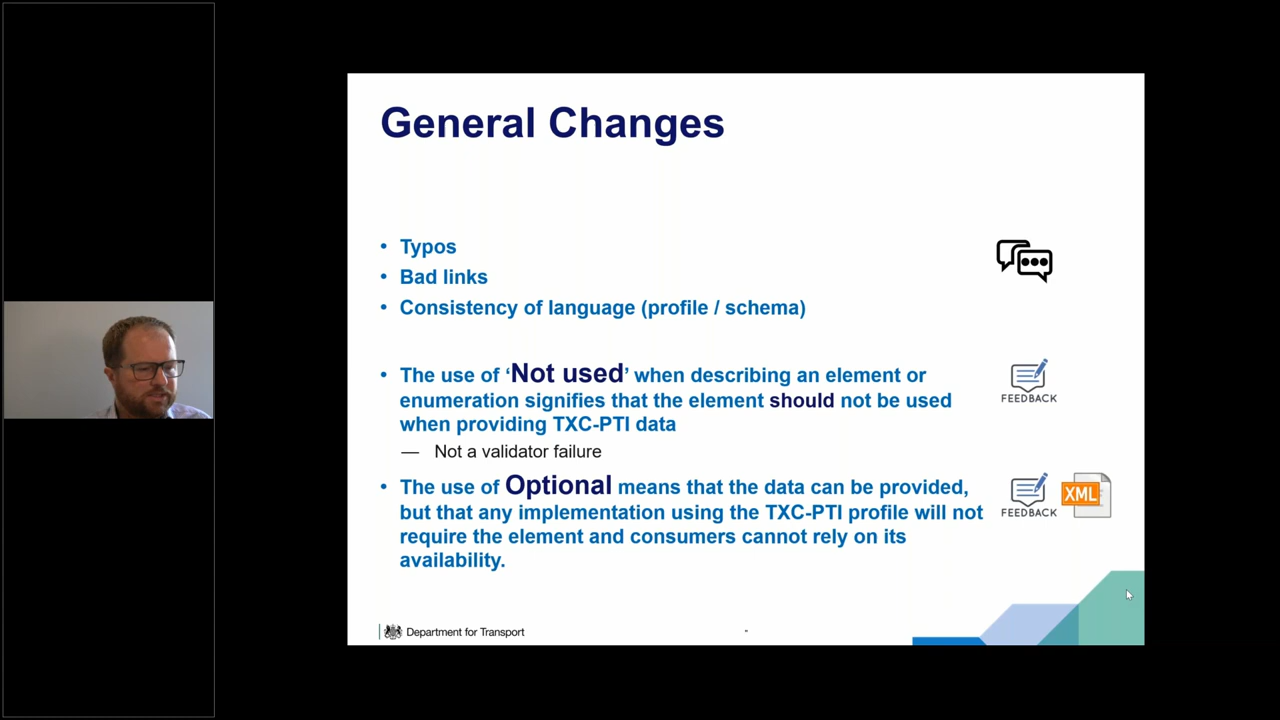 General Changes
• Typos
• Bad links
• Consistency of language (profile / schema)
• The use of ‘Not used’ when describing an element or
enumeration signifies that the element should not be used
when providing TXC-PTI data
— Not a validator failure
FEEDBACK
• The use of Optional means that the data can be provided,
but that any implementation using the TXC-PTI profile will not
require the element and consumers cannot rely on its
availability.
FEEDBACK
XML
Department for Transport